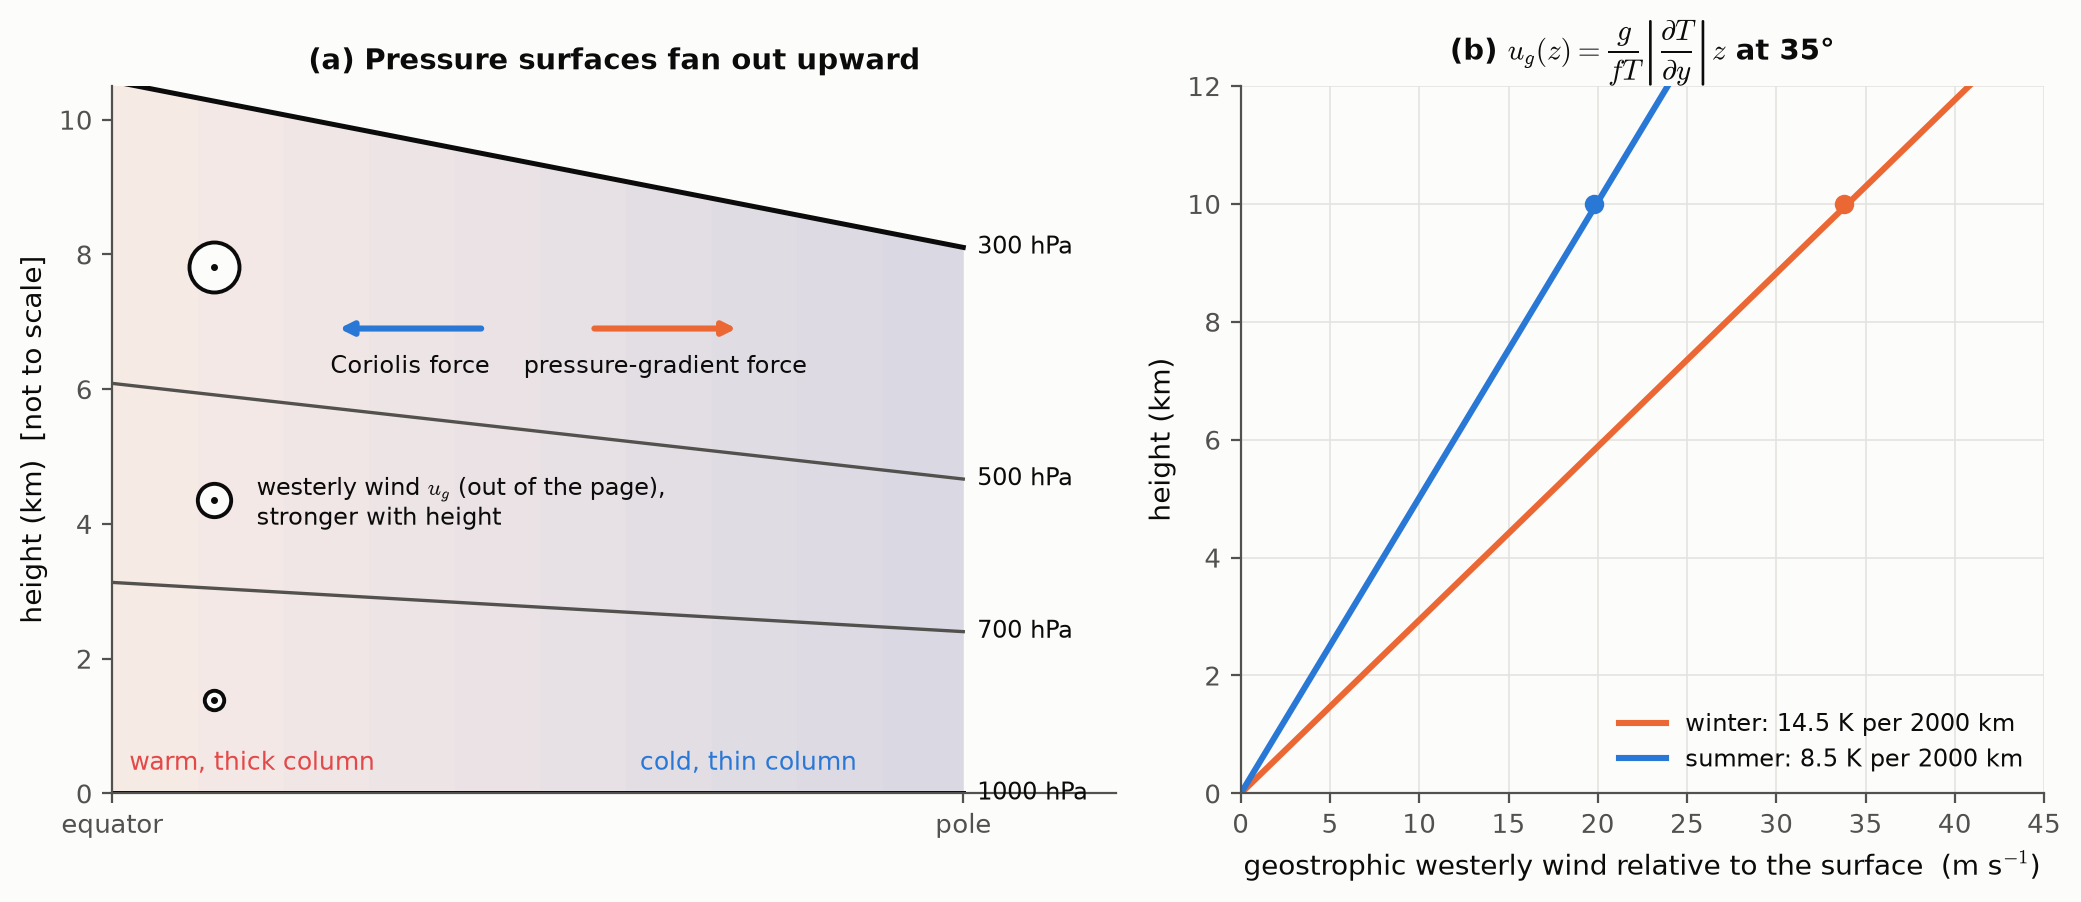 (a) Pressure surfaces fan out upward
height (km)  [not to scale]
10
8
6
4
2
0
300 hPa
Coriolis force
pressure-gradient force
500 hPa
westerly wind u_g (out of the page),
stronger with height
700 hPa
warm, thick column
cold, thin column
1000 hPa
equator
pole
(b) u_g(z) = g/(fT) |∂T/∂y| z at 35°
height (km)
12
10
8
6
4
2
0
winter: 14.5 K per 2000 km
summer: 8.5 K per 2000 km
0 5 10 15 20 25 30 35 40 45
geostrophic westerly wind relative to the surface  (m s⁻¹)